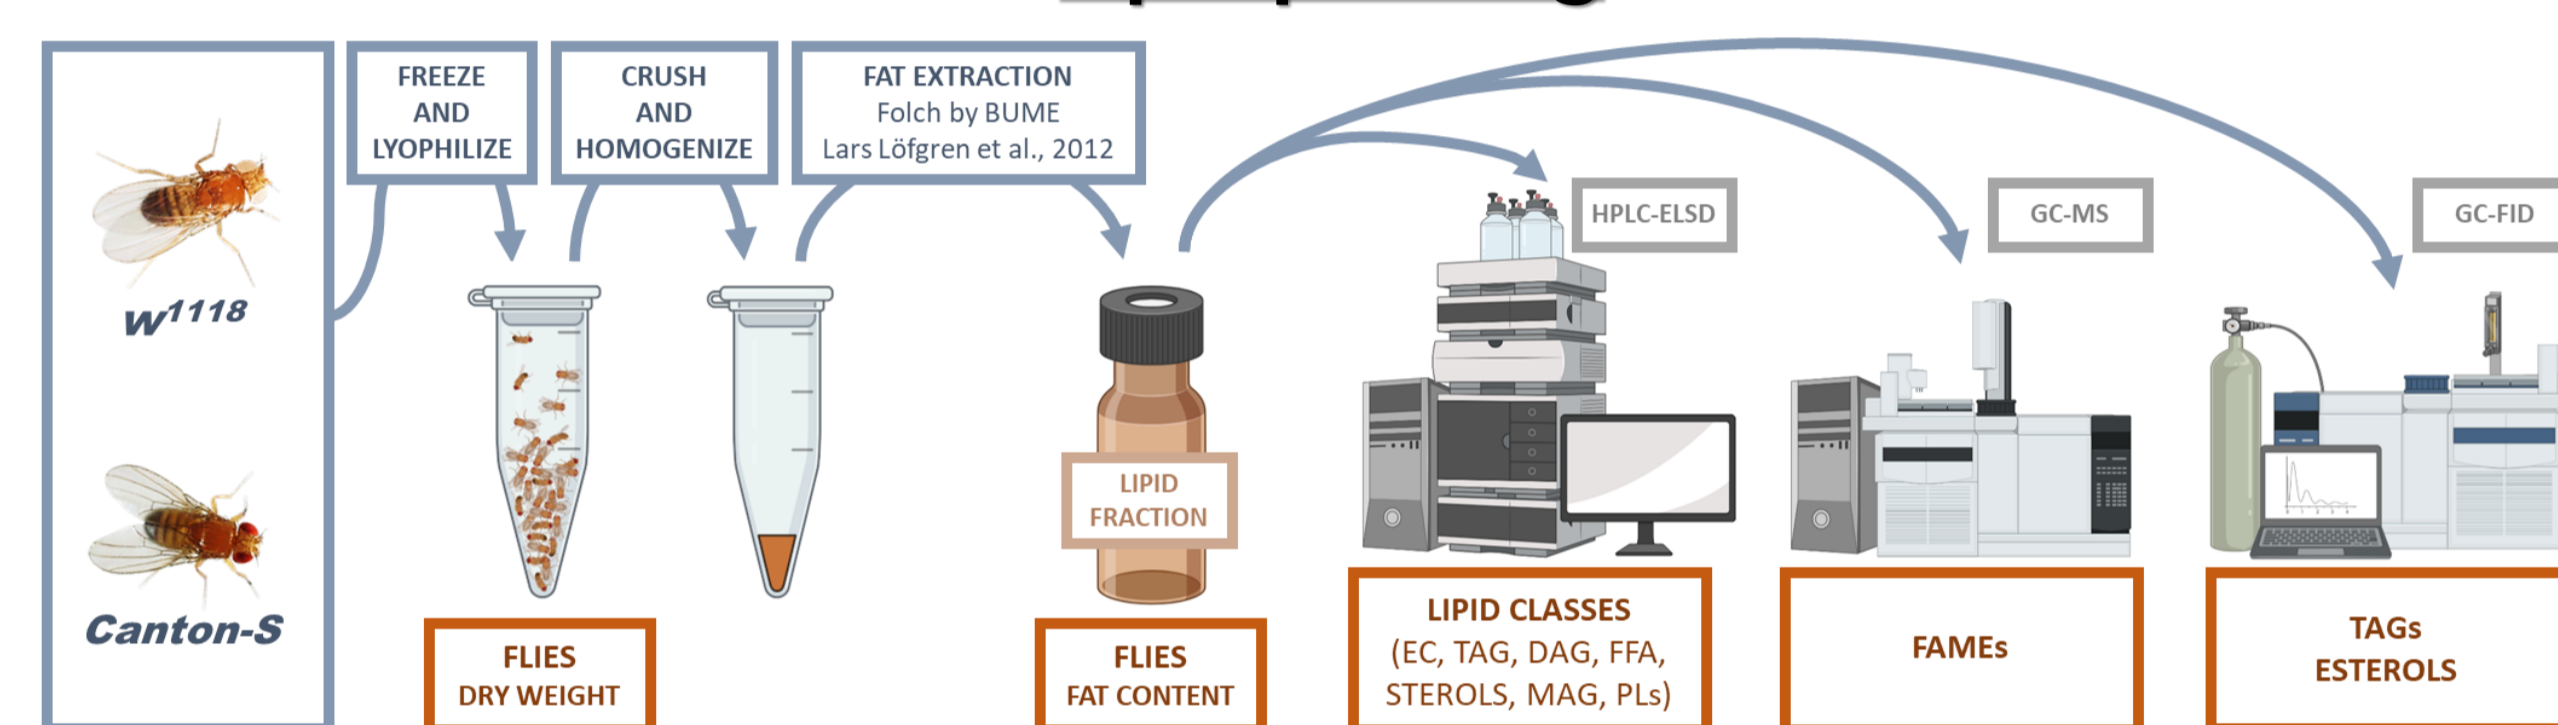 FREEZE
AND
LYOPHILIZE
CRUSH
AND
HOMOGENIZE
FAT EXTRACTION
Folch by BUME
Lars Löfgren et al., 2012
HPLC-ELSD
GC-MS
GC-FID
w¹¹¹⁸
Canton-S
LIPID
FRACTION
FLIES
DRY WEIGHT
FLIES
FAT CONTENT
LIPID CLASSES
(EC, TAG, DAG, FFA,
STEROLS, MAG, PLs)
FAMEs
TAGs
ESTEROLS